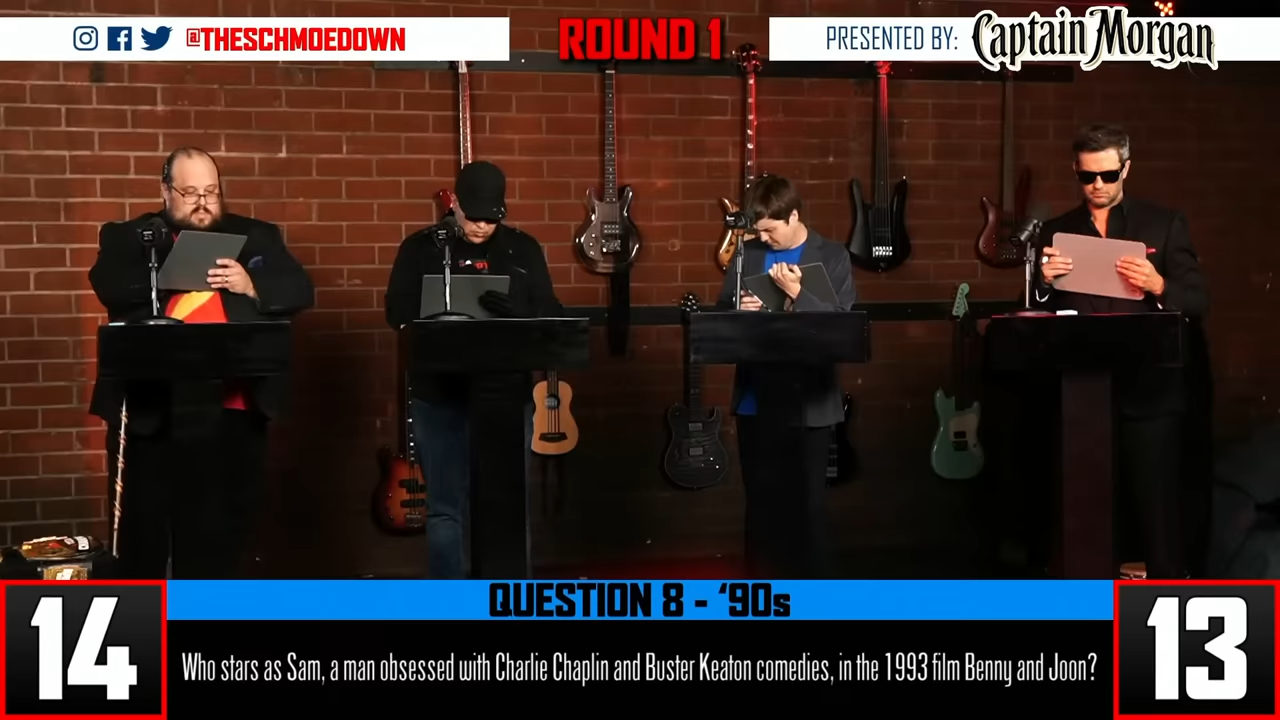 @THESCHMOEDOWN
ROUND 1
PRESENTED BY:
Captain Morgan
QUESTION 8 - ‘90s
14
Who stars as Sam, a man obsessed with Charlie Chaplin and Buster Keaton comedies, in the 1993 film Benny and Joon?
13